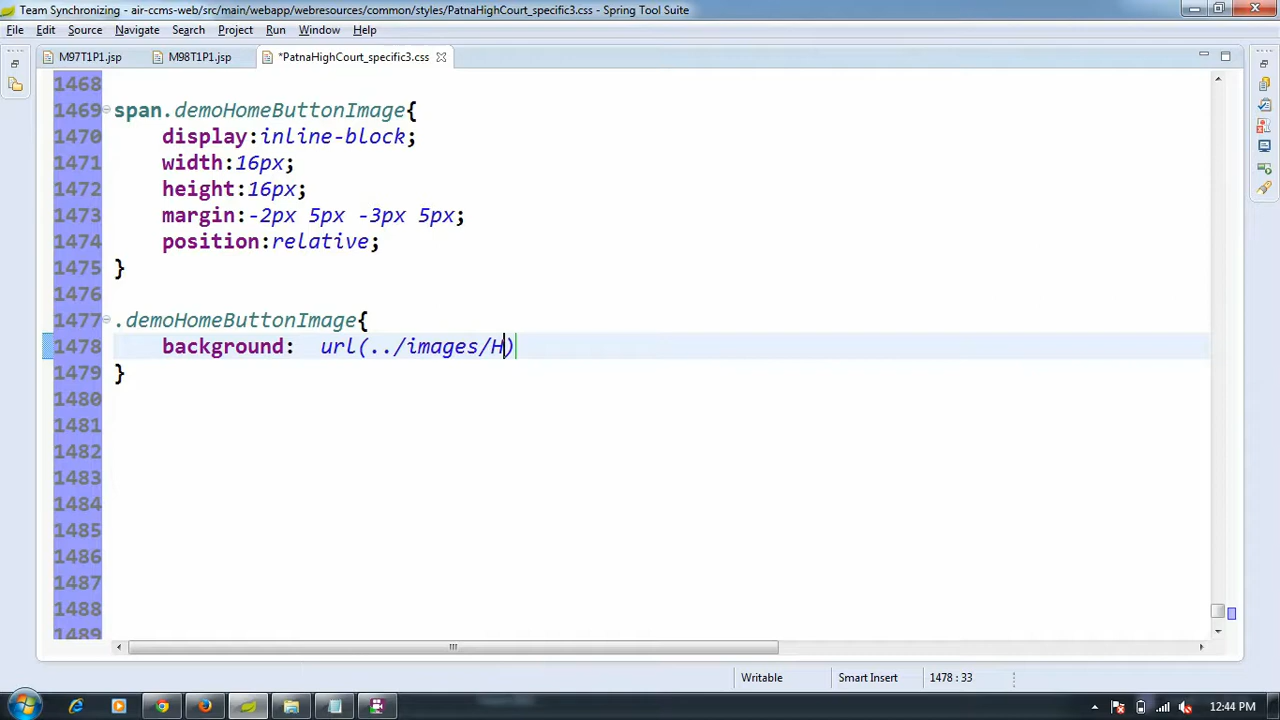 Team Synchronizing - air-ccms-web/src/main/webapp/webresources/common/styles/PatnaHighCourt_specific3.css - Spring Tool Suite
File Edit Source Navigate Search Project Run Window Help
M97T1P1.jsp M98T1P1.jsp *PatnaHighCourt_specific3.css
1468
1469 span.demoHomeButtonImage{
1470 display:inline-block;
1471 width:16px;
1472 height:16px;
1473 margin:-2px 5px -3px 5px;
1474 position:relative;
1475 }
1476
1477 .demoHomeButtonImage{
1478 background:  url(../images/H)
1479 }
1480
1481
1482
1483
1484
1485
1486
1487
1488
1489
Writable Smart Insert 1478 : 33
12:44 PM